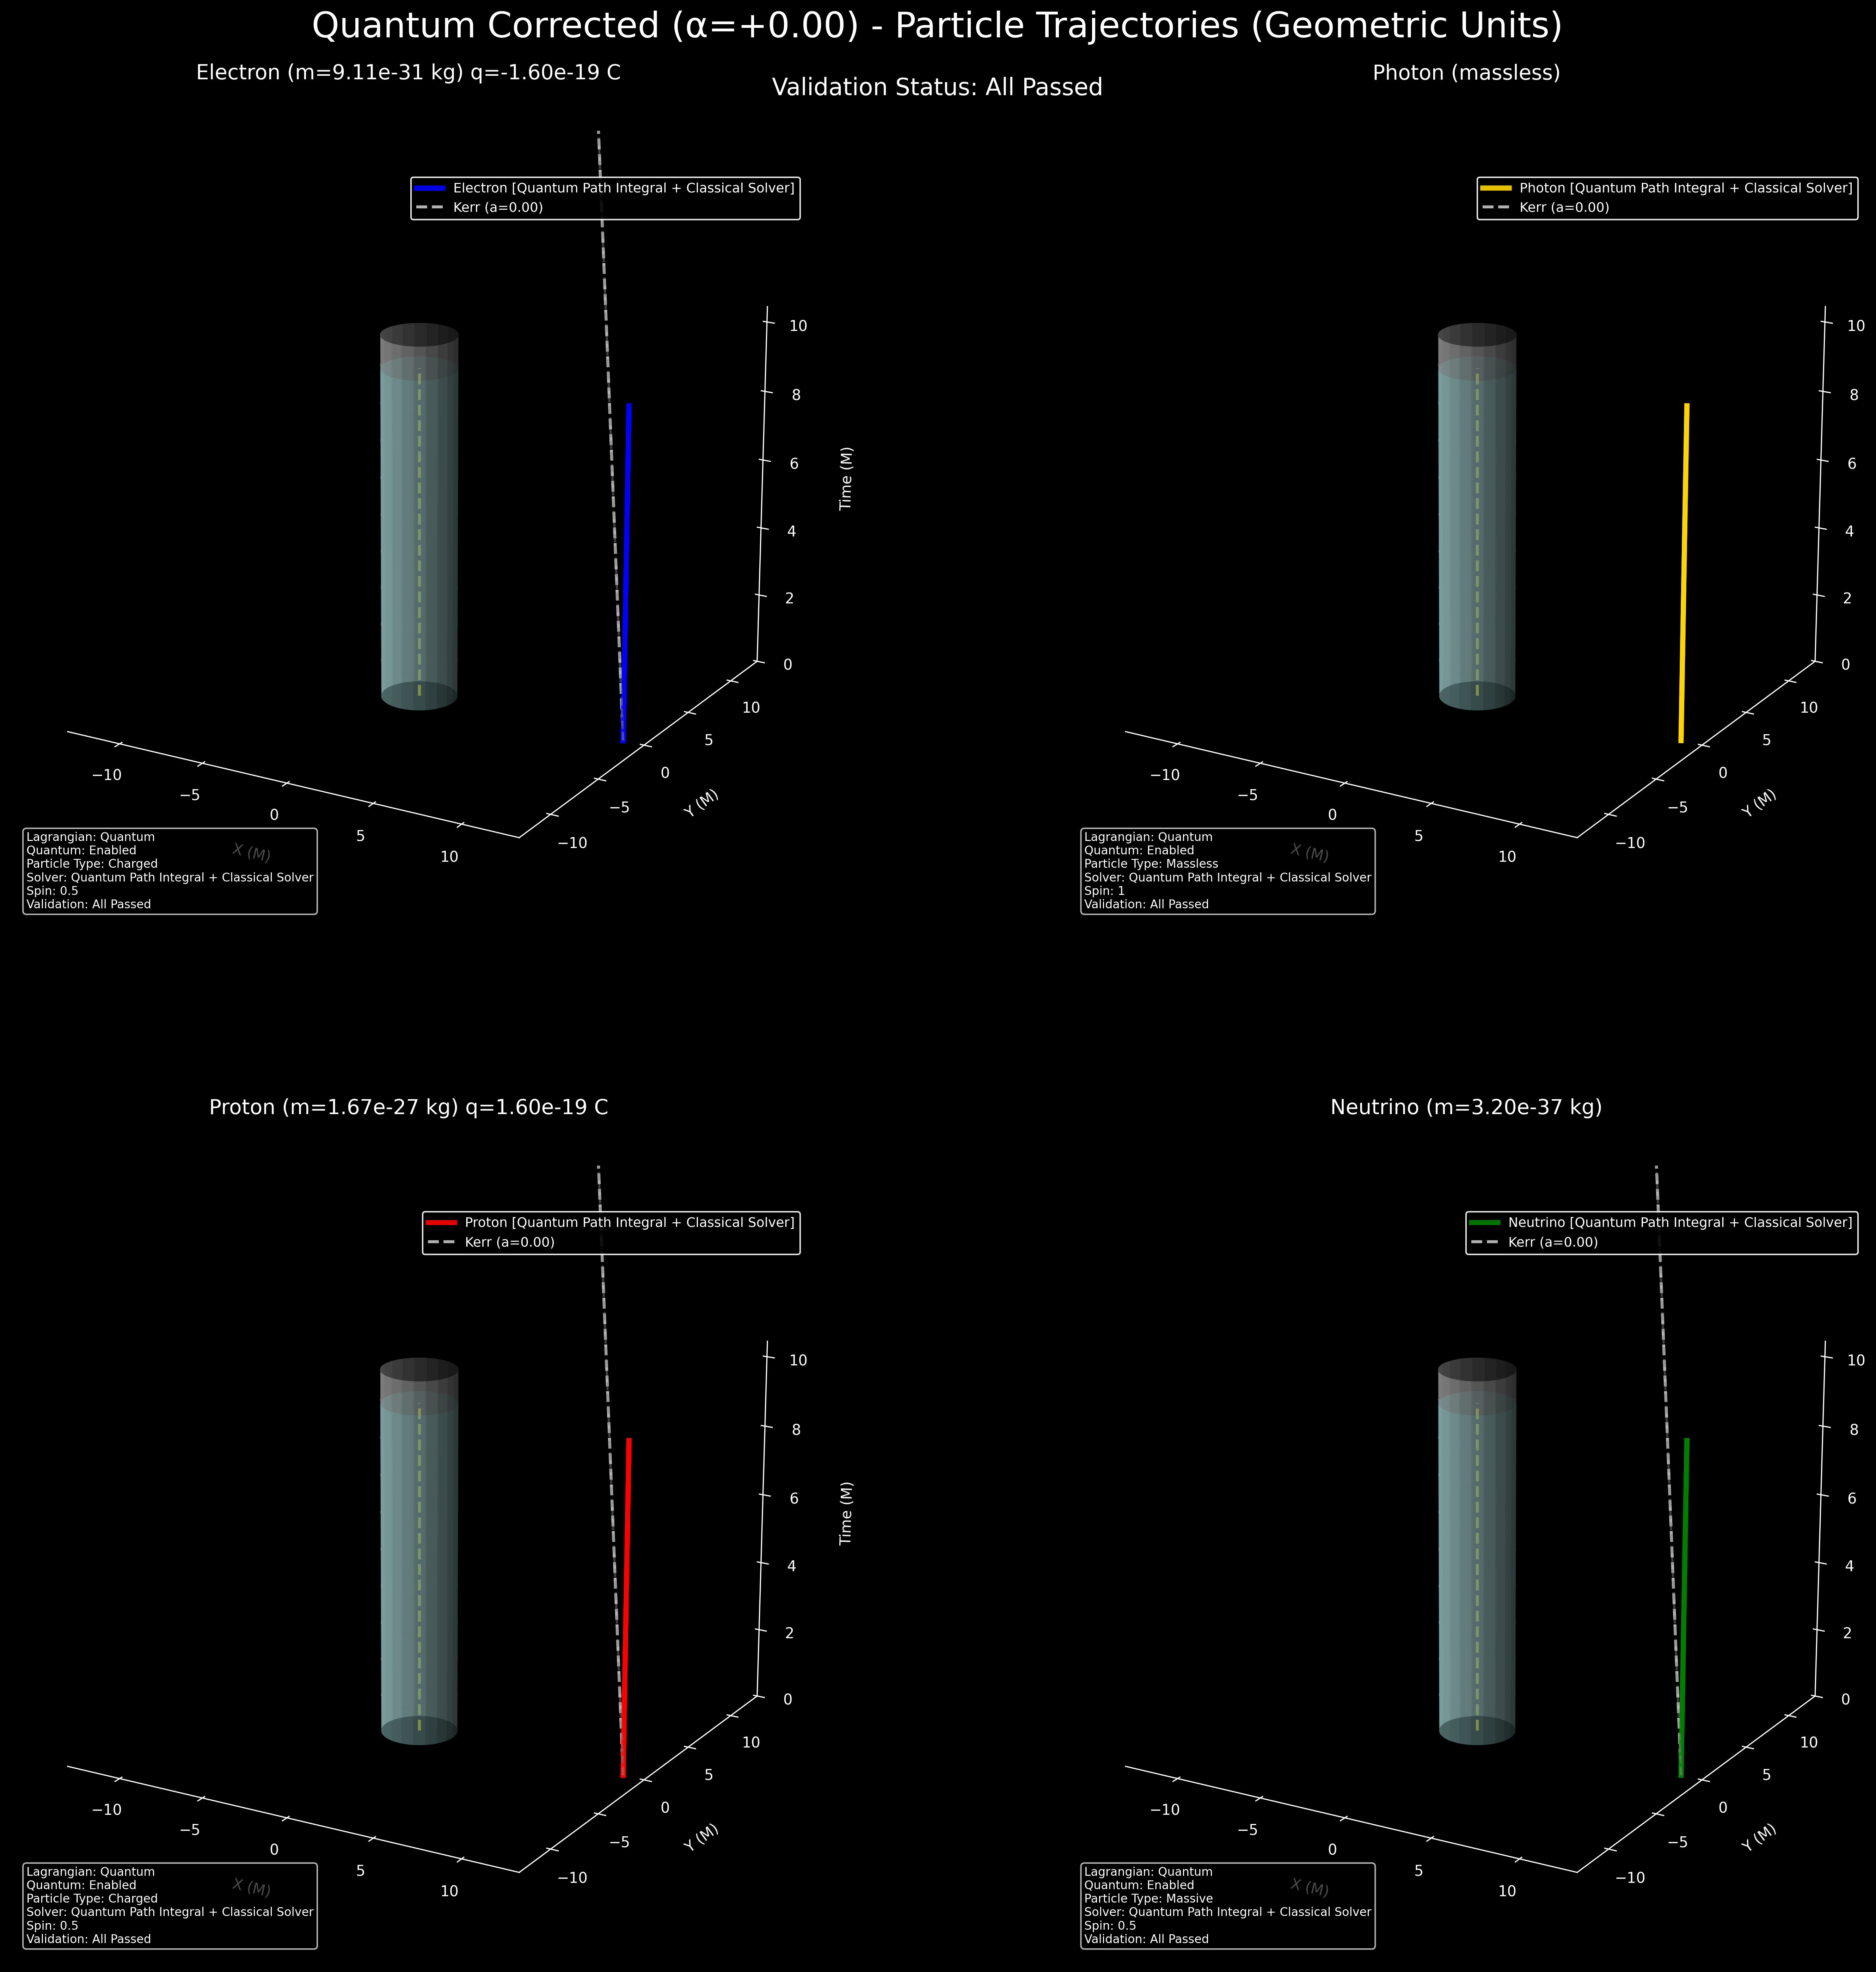 Quantum Corrected (α=+0.00) - Particle Trajectories (Geometric Units)
Validation Status: All Passed
Electron (m=9.11e-31 kg) q=-1.60e-19 C
Electron [Quantum Path Integral + Classical Solver]
Kerr (a=0.00)
10
8
6
4
2
0
Time (M)
10
5
0
−5
−10
Y (M)
−10
−5
0
5
10
X (M)
Lagrangian: Quantum
Quantum: Enabled
Particle Type: Charged
Solver: Quantum Path Integral + Classical Solver
Spin: 0.5
Validation: All Passed
Photon (massless)
Photon [Quantum Path Integral + Classical Solver]
Kerr (a=0.00)
10
8
6
4
2
0
10
5
0
−5
−10
Y (M)
−10
−5
0
5
10
X (M)
Lagrangian: Quantum
Quantum: Enabled
Particle Type: Massless
Solver: Quantum Path Integral + Classical Solver
Spin: 1
Validation: All Passed
Proton (m=1.67e-27 kg) q=1.60e-19 C
Proton [Quantum Path Integral + Classical Solver]
Kerr (a=0.00)
10
8
6
4
2
0
Time (M)
10
5
0
−5
−10
Y (M)
−10
−5
0
5
10
X (M)
Lagrangian: Quantum
Quantum: Enabled
Particle Type: Charged
Solver: Quantum Path Integral + Classical Solver
Spin: 0.5
Validation: All Passed
Neutrino (m=3.20e-37 kg)
Neutrino [Quantum Path Integral + Classical Solver]
Kerr (a=0.00)
10
8
6
4
2
0
10
5
0
−5
−10
Y (M)
−10
−5
0
5
10
X (M)
Lagrangian: Quantum
Quantum: Enabled
Particle Type: Massive
Solver: Quantum Path Integral + Classical Solver
Spin: 0.5
Validation: All Passed